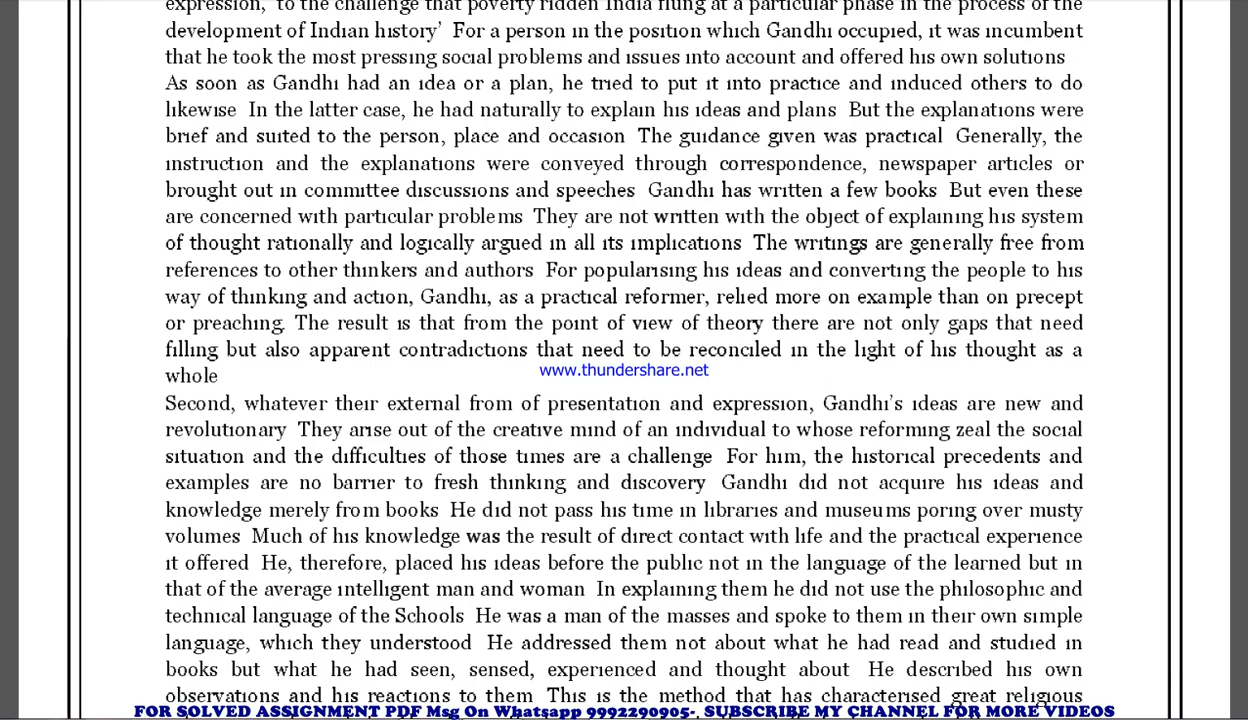 expression, to the challenge that poverty ridden India flung at a particular phase in the process of the
development of Indian history' For a person in the position which Gandhi occupied, it was incumbent
that he took the most pressing social problems and issues into account and offered his own solutions
As soon as Gandhi had an idea or a plan, he tried to put it into practice and induced others to do
likewise In the latter case, he had naturally to explain his ideas and plans But the explanations were
brief and suited to the person, place and occasion The guidance given was practical Generally, the
instruction and the explanations were conveyed through correspondence, newspaper articles or
brought out in committee discussions and speeches Gandhi has written a few books But even these
are concerned with particular problems They are not written with the object of explaining his system
of thought rationally and logically argued in all its implications The writings are generally free from
references to other thinkers and authors For popularising his ideas and converting the people to his
way of thinking and action, Gandhi, as a practical reformer, relied more on example than on precept
or preaching. The result is that from the point of view of theory there are not only gaps that need
filling but also apparent contradictions that need to be reconciled in the light of his thought as a
whole
www.thundershare.net
Second, whatever their external from of presentation and expression, Gandhi's ideas are new and
revolutionary They arise out of the creative mind of an individual to whose reforming zeal the social
situation and the difficulties of those times are a challenge For him, the historical precedents and
examples are no barrier to fresh thinking and discovery Gandhi did not acquire his ideas and
knowledge merely from books He did not pass his time in libraries and museums poring over musty
volumes Much of his knowledge was the result of direct contact with life and the practical experience
it offered He, therefore, placed his ideas before the public not in the language of the learned but in
that of the average intelligent man and woman In explaining them he did not use the philosophic and
technical language of the Schools He was a man of the masses and spoke to them in their own simple
language, which they understood He addressed them not about what he had read and studied in
books but what he had seen, sensed, experienced and thought about He described his own
observations and his reactions to them This is the method that has characterised great religious
FOR SOLVED ASSIGNMENT PDF Msg On Whatsapp 9992290905-, SUBSCRIBE MY CHANNEL FOR MORE VIDEOS